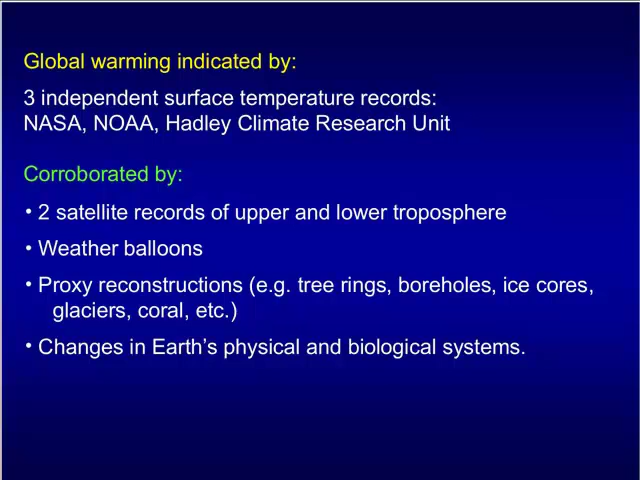 Global warming indicated by:
3 independent surface temperature records:
NASA, NOAA, Hadley Climate Research Unit
Corroborated by:
• 2 satellite records of upper and lower troposphere
• Weather balloons
• Proxy reconstructions (e.g. tree rings, boreholes, ice cores,
glaciers, coral, etc.)
• Changes in Earth’s physical and biological systems.